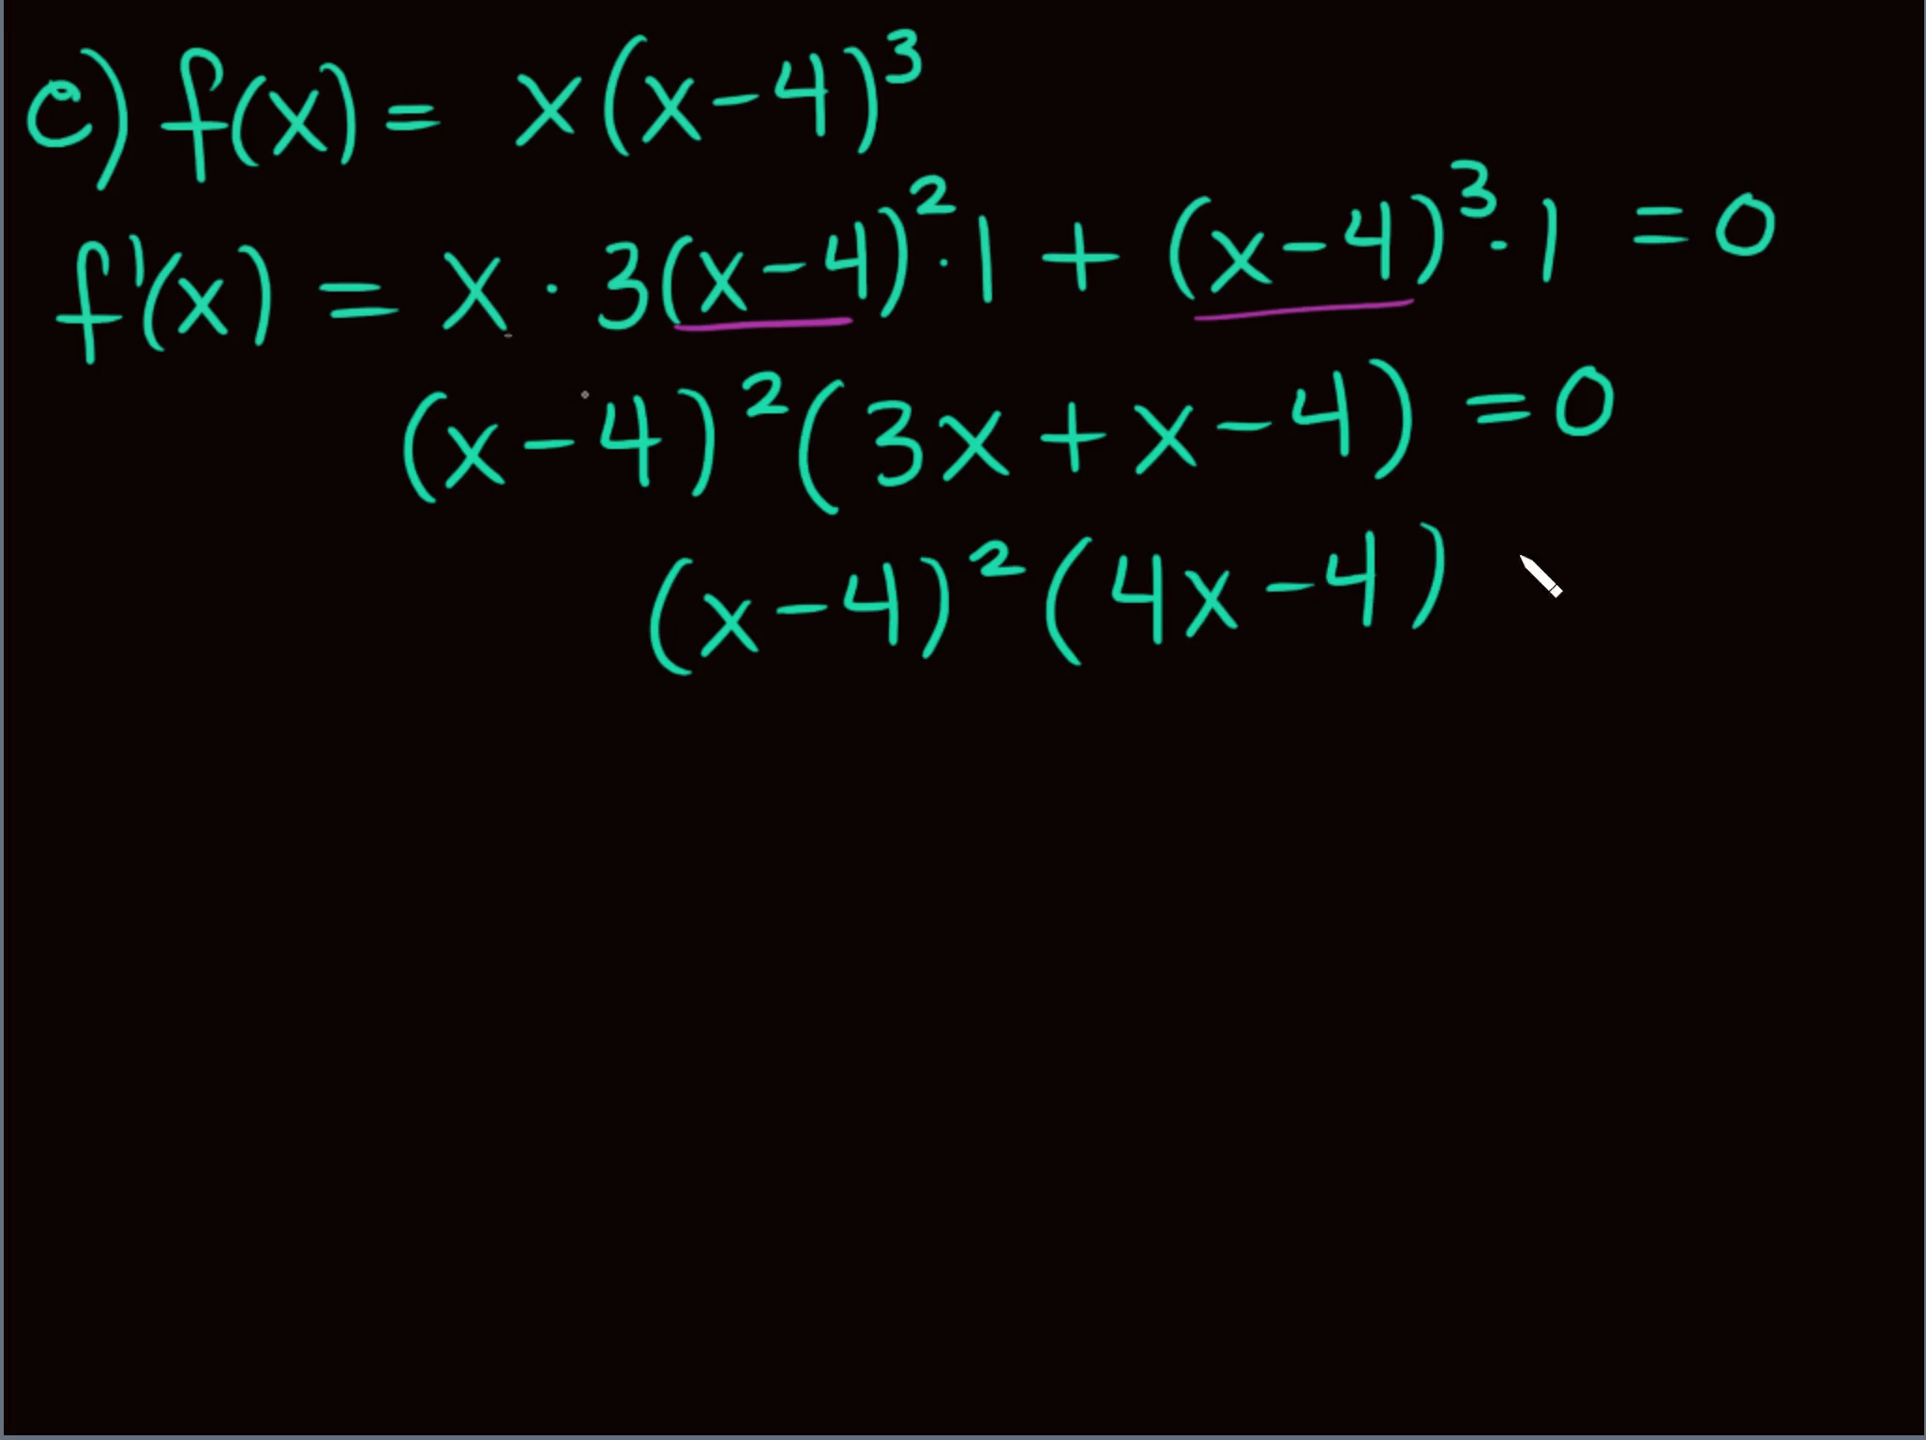 c) f(x) = x(x-4)³
f'(x) = x · 3(x-4)² · 1 + (x-4)³ · 1 = 0
(x-4)²(3x+x-4) = 0
(x-4)²(4x-4)